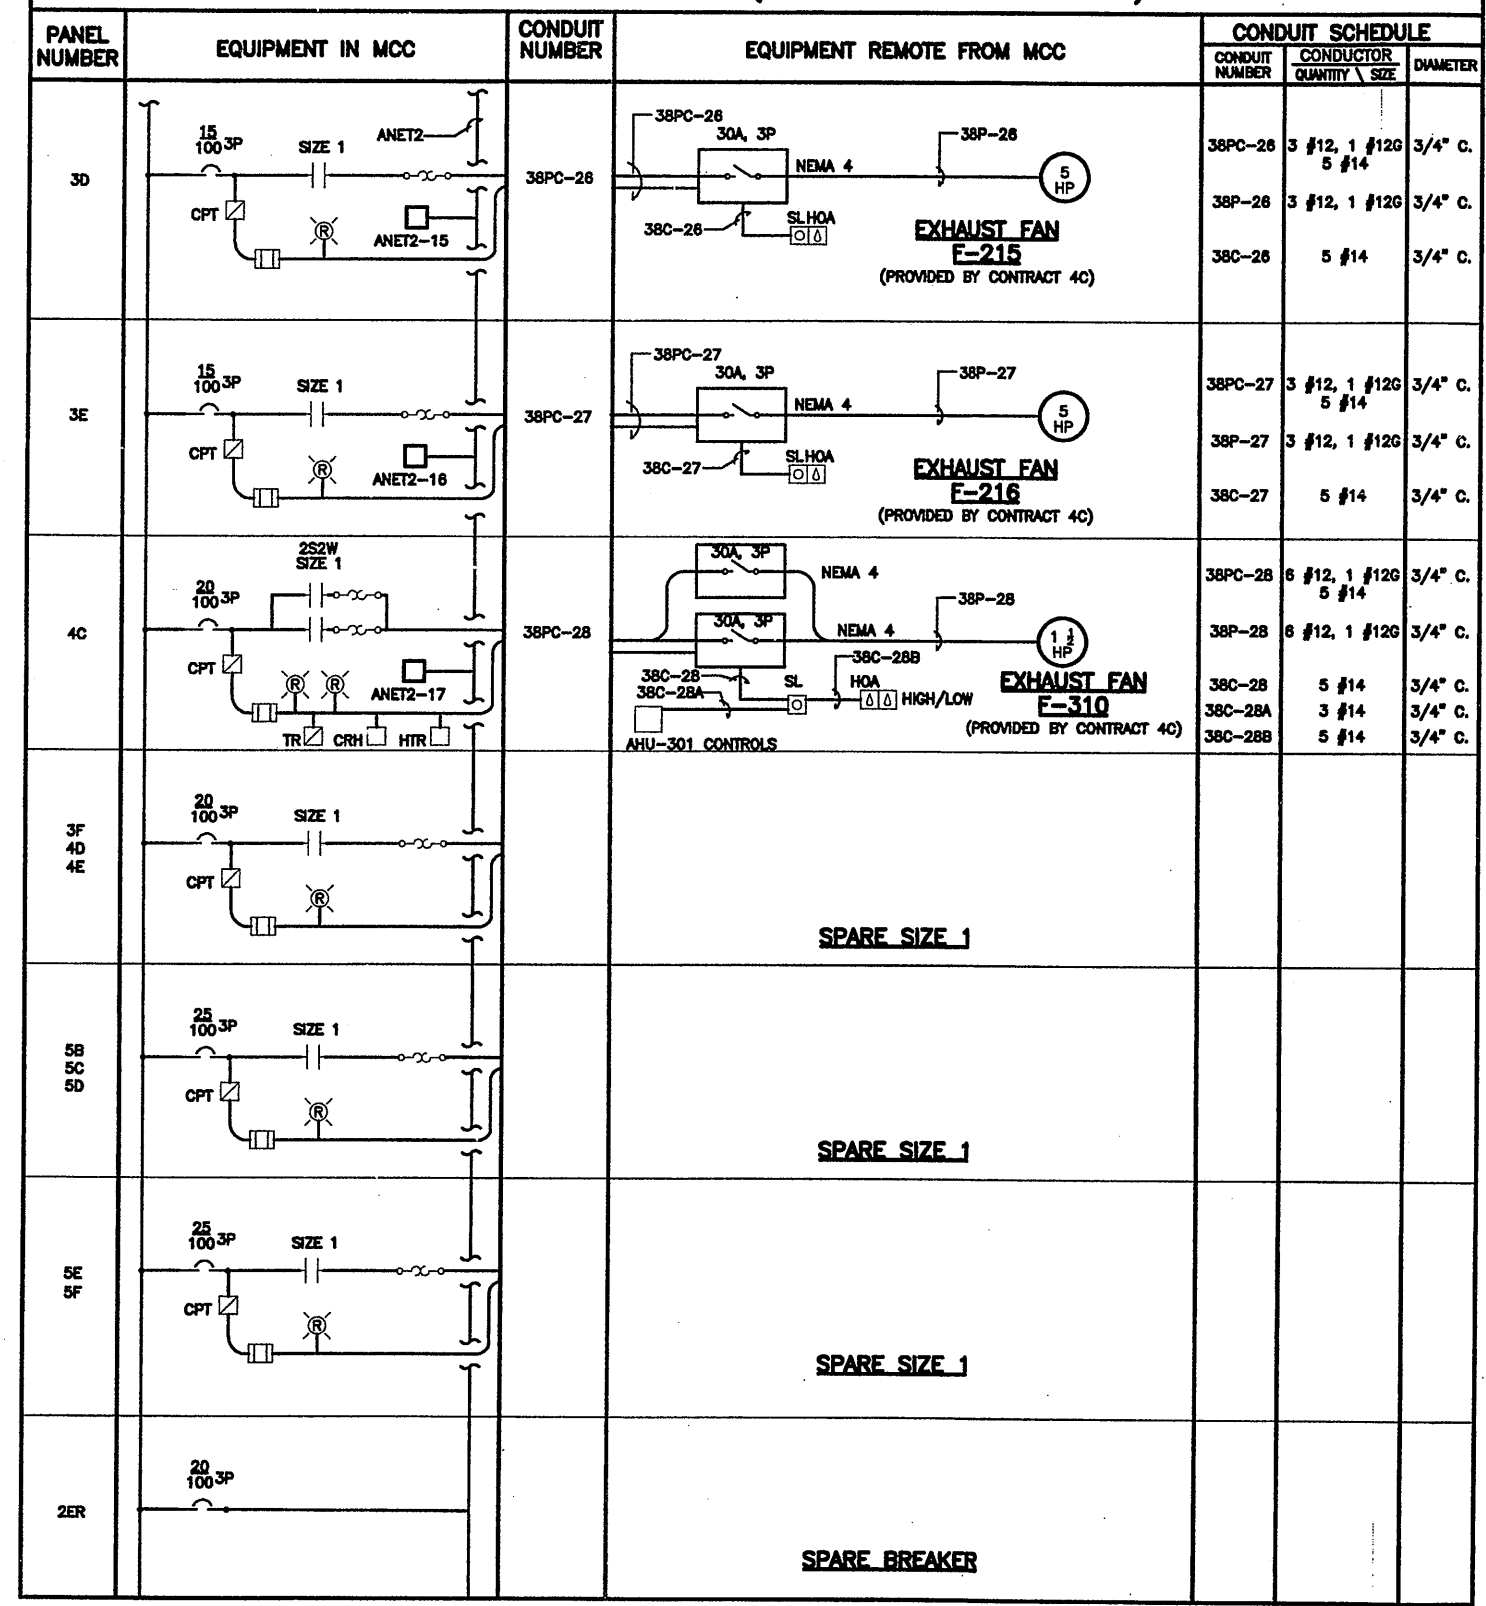 PANEL NUMBER
EQUIPMENT IN MCC
CONDUIT NUMBER
EQUIPMENT REMOTE FROM MCC
CONDUIT SCHEDULE
CONDUIT NUMBER
CONDUCTOR
QUANTITY \ SIZE
DIAMETER
3D
15
100 3P
SIZE 1
ANET2
CPT
R
ANET2-15
38PC-26
38PC-26
30A, 3P
NEMA 4
38P-26
5 HP
38C-26
SL HOA
EXHAUST FAN
F-215
(PROVIDED BY CONTRACT 4C)
38PC-26 3 #12, 1 #12G 3/4" C.
5 #14
38P-26 3 #12, 1 #12G 3/4" C.
38C-26 5 #14 3/4" C.
3E
15
100 3P
SIZE 1
CPT
R
ANET2-16
38PC-27
38PC-27
30A, 3P
NEMA 4
38P-27
5 HP
38C-27
SL HOA
EXHAUST FAN
F-216
(PROVIDED BY CONTRACT 4C)
38PC-27 3 #12, 1 #12G 3/4" C.
5 #14
38P-27 3 #12, 1 #12G 3/4" C.
38C-27 5 #14 3/4" C.
4C
2S2W
SIZE 1
20
100 3P
CPT
R R
ANET2-17
TR CRH HTR
38PC-28
30A, 3P
NEMA 4
38P-28
30A, 3P
NEMA 4
1 1/2 HP
38C-28B
38C-28
38C-28A
SL
HOA
HIGH/LOW
AHU-301 CONTROLS
EXHAUST FAN
F-310
(PROVIDED BY CONTRACT 4C)
38PC-28 6 #12, 1 #12G 3/4" C.
5 #14
38P-28 6 #12, 1 #12G 3/4" C.
38C-28 5 #14 3/4" C.
38C-28A 3 #14 3/4" C.
38C-28B 5 #14 3/4" C.
3F
4D
4E
20
100 3P
SIZE 1
CPT
R
SPARE SIZE 1
5B
5C
5D
25
100 3P
SIZE 1
CPT
R
SPARE SIZE 1
5E
5F
25
100 3P
SIZE 1
CPT
R
SPARE SIZE 1
2ER
20
100 3P
SPARE BREAKER